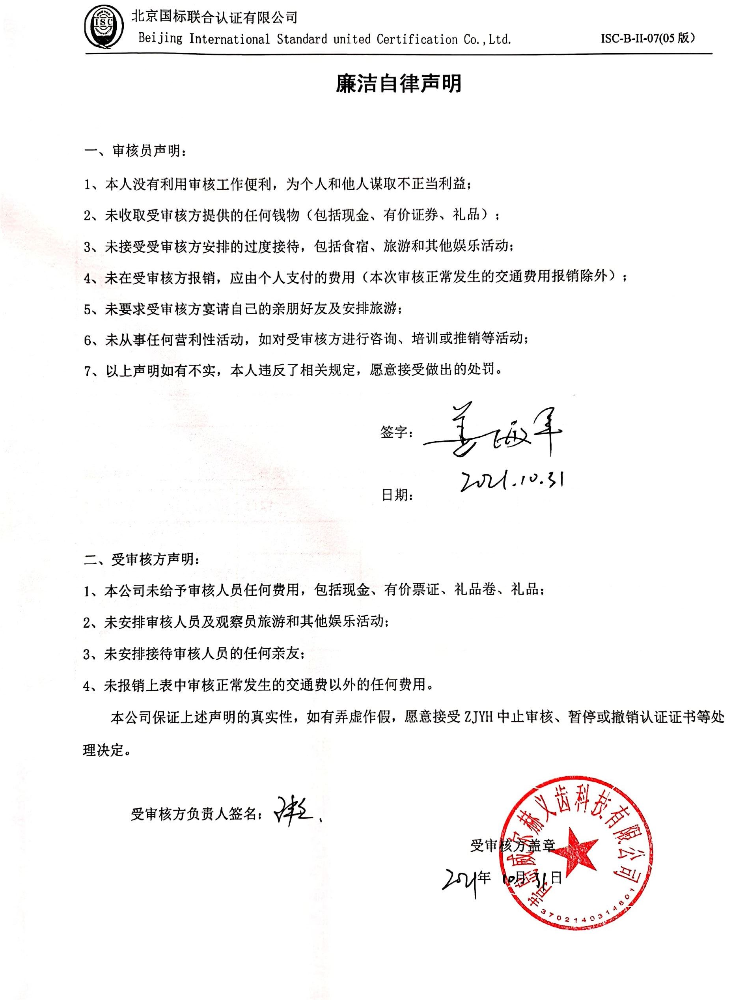 ISC
北京国标联合认证有限公司
Beijing International Standard united Certification Co.,Ltd.
ISC-B-II-07(05 版)
廉洁自律声明
一、审核员声明：
1、本人没有利用审核工作便利，为个人和他人谋取不正当利益；
2、未收取受审核方提供的任何钱物（包括现金、有价证券、礼品）；
3、未接受受审核方安排的过度接待，包括食宿、旅游和其他娱乐活动；
4、未在受审核方报销，应由个人支付的费用（本次审核正常发生的交通费用报销除外）；
5、未要求受审核方宴请自己的亲朋好友及安排旅游；
6、未从事任何营利性活动，如对受审核方进行咨询、培训或推销等活动；
7、以上声明如有不实，本人违反了相关规定，愿意接受做出的处罚。
签字：姜海军
2021.10.31
日期：
二、受审核方声明：
1、本公司未给予审核人员任何费用，包括现金、有价票证、礼品卷、礼品；
2、未安排审核人员及观察员旅游和其他娱乐活动；
3、未安排接待审核人员的任何亲友；
4、未报销上表中审核正常发生的交通费以外的任何费用。
本公司保证上述声明的真实性，如有弄虚作假，愿意接受 ZJYH 中止审核、暂停或撤销认证证书等处
理决定。
受审核方负责人签名：
受审核方盖章
2021年 10月 31日
青岛威尔赫义齿科技有限公司
3702140314801